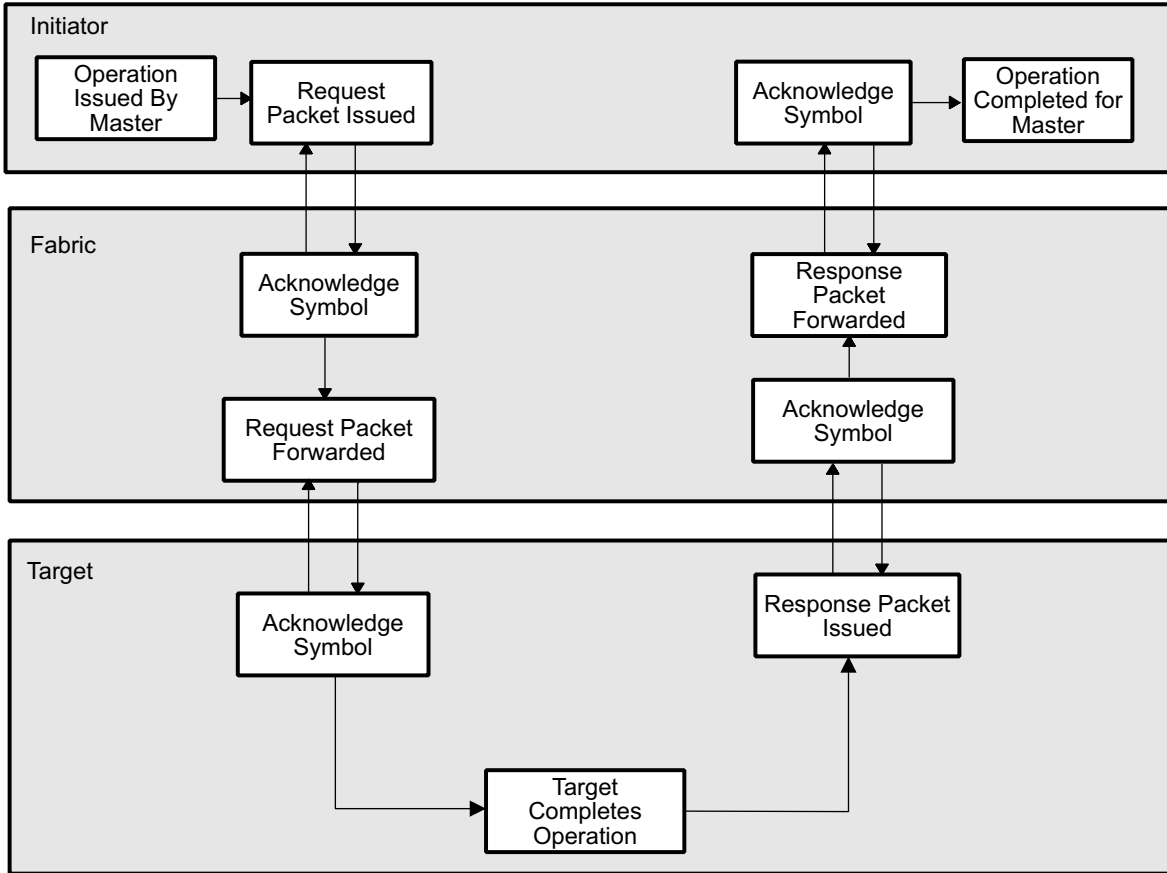 Initiator
Operation
Issued By
Master
Request
Packet Issued
Acknowledge
Symbol
Operation
Completed for
Master
Fabric
Acknowledge
Symbol
Response
Packet
Forwarded
Request Packet
Forwarded
Acknowledge
Symbol
Target
Acknowledge
Symbol
Response Packet
Issued
Target
Completes
Operation